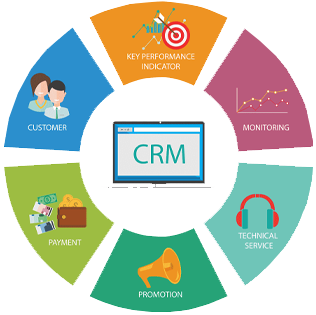 KEY PERFORMANCE
INDICATOR
CUSTOMER
MONITORING
CRM
PAYMENT
TECHNICAL
SERVICE
PROMOTION